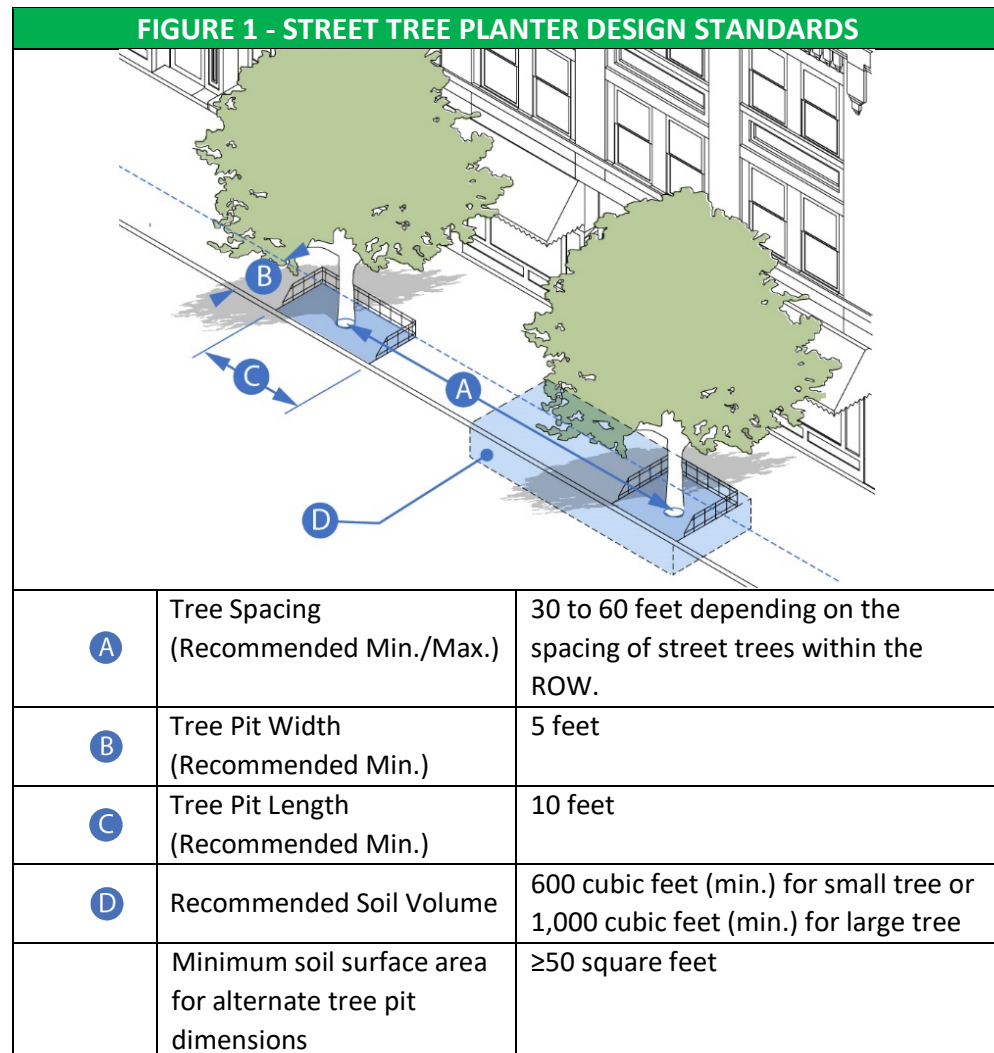 FIGURE 1 - STREET TREE PLANTER DESIGN STANDARDS
B
C
A
D
A
Tree Spacing
(Recommended Min./Max.)
30 to 60 feet depending on the
spacing of street trees within the
ROW.
B
Tree Pit Width
(Recommended Min.)
5 feet
C
Tree Pit Length
(Recommended Min.)
10 feet
D
Recommended Soil Volume
600 cubic feet (min.) for small tree or
1,000 cubic feet (min.) for large tree
Minimum soil surface area
for alternate tree pit
dimensions
≥50 square feet